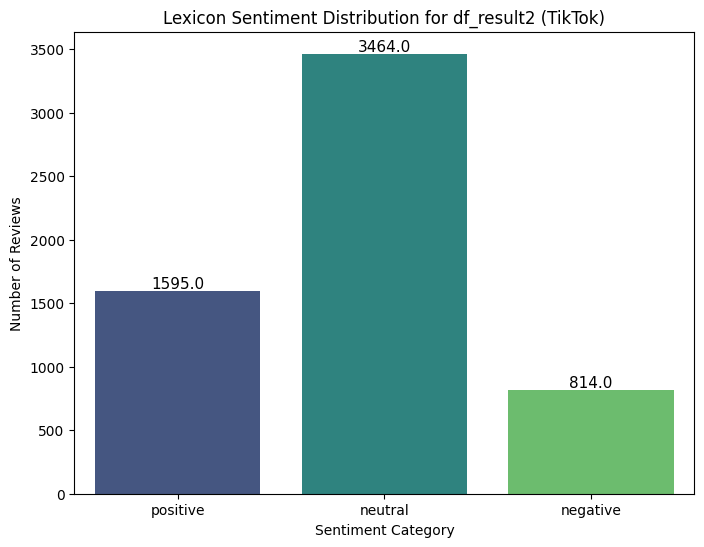 Lexicon Sentiment Distribution for df_result2 (TikTok)
3500
3000
2500
2000
1500
1000
500
0
Number of Reviews
1595.0
3464.0
814.0
positive
neutral
negative
Sentiment Category